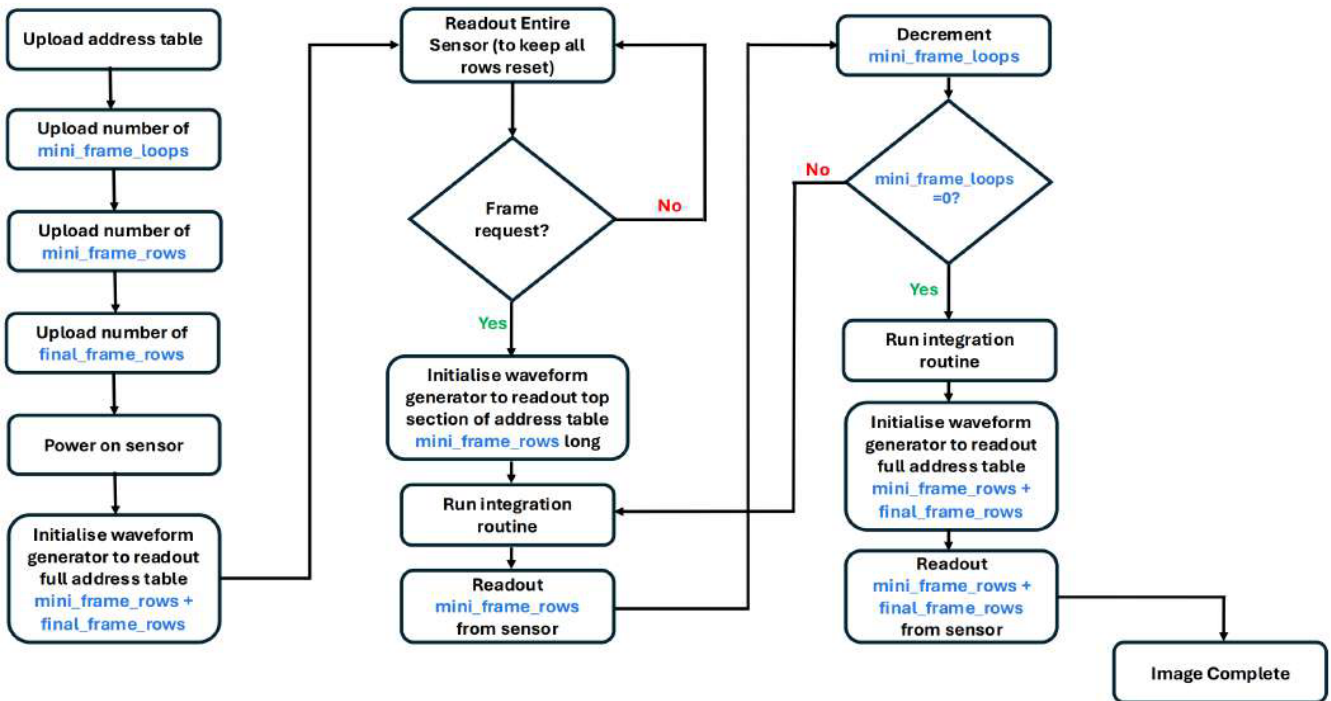 Upload address table
Upload number of
mini_frame_loops
Upload number of
mini_frame_rows
Upload number of
final_frame_rows
Power on sensor
Initialise waveform
generator to readout
full address table
mini_frame_rows +
final_frame_rows
Readout Entire
Sensor (to keep all
rows reset)
Frame
request?
No
Yes
Initialise waveform
generator to readout top
section of address table
mini_frame_rows long
Run integration
routine
Readout
mini_frame_rows
from sensor
Decrement
mini_frame_loops
mini_frame_loops
=0?
No
Yes
Run integration
routine
Initialise waveform
generator to readout
full address table
mini_frame_rows +
final_frame_rows
Readout
mini_frame_rows +
final_frame_rows
from sensor
Image Complete